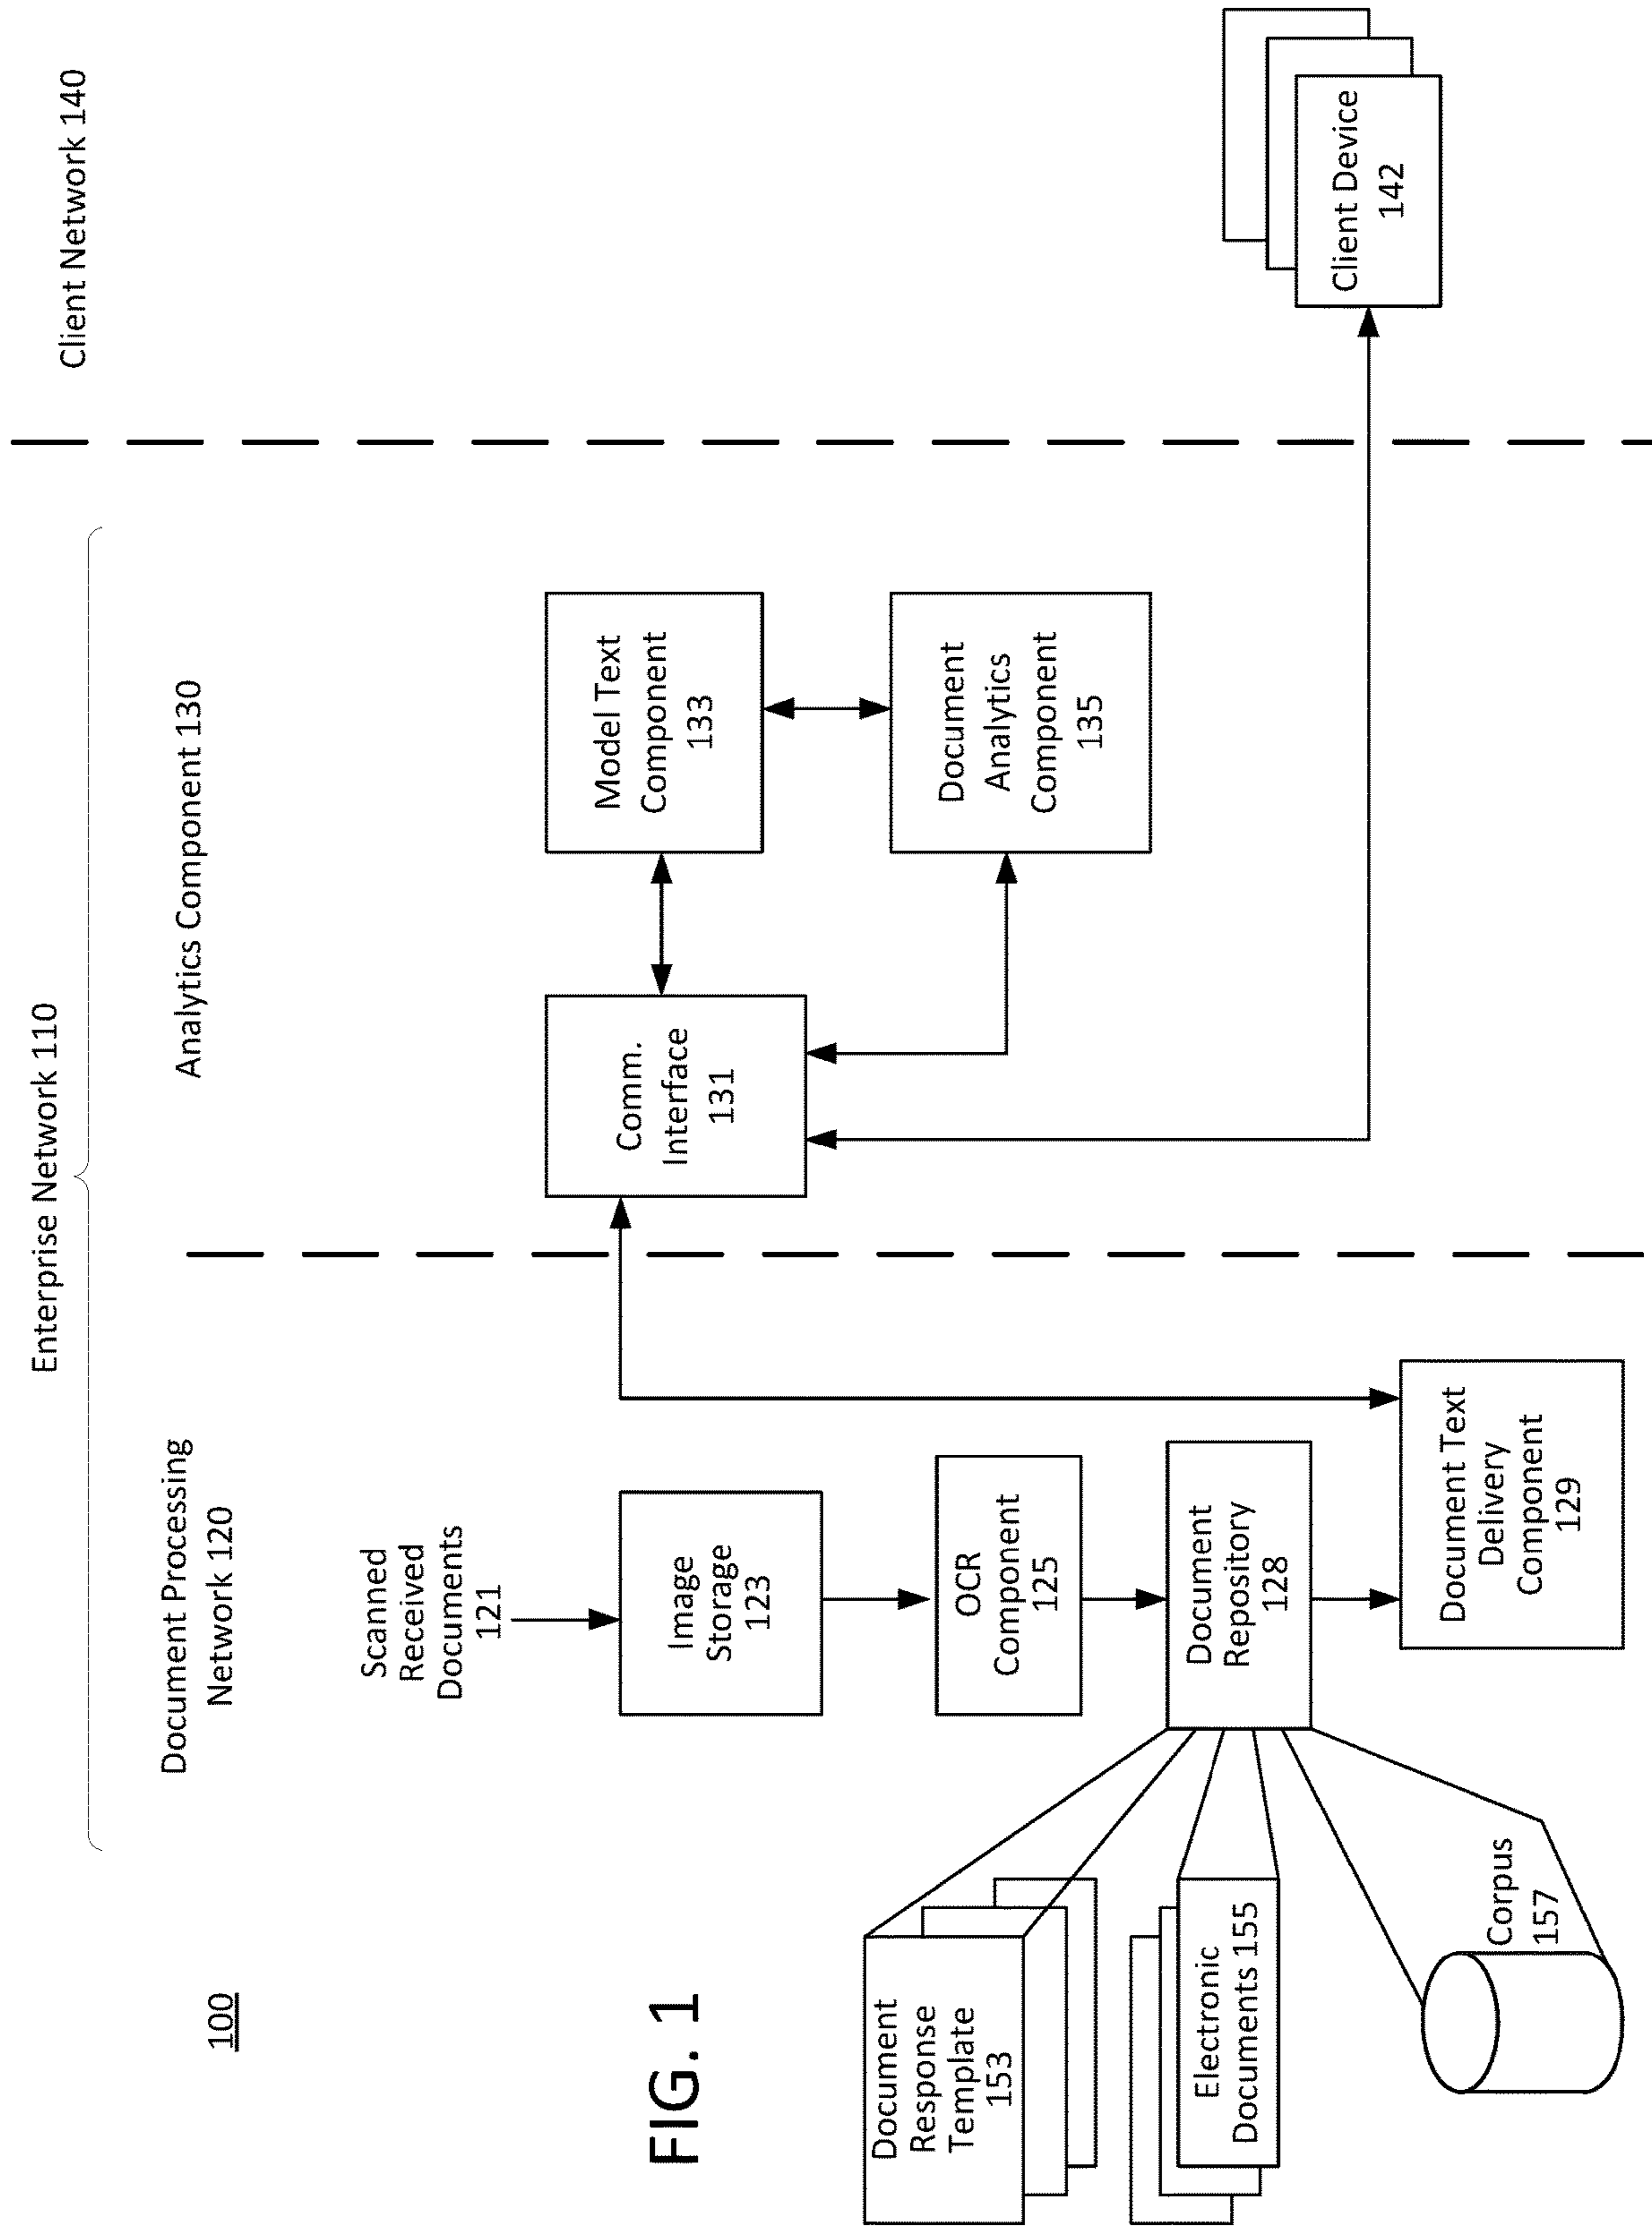 100
Enterprise Network 110
Client Network 140
Document Processing
Network 120
Analytics Component 130
Scanned
Received
Documents
121
Image
Storage
123
OCR
Component
125
Document
Repository
128
Document Text
Delivery
Component
129
Comm.
Interface
131
Model Text
Component
133
Document
Analytics
Component
135
Client Device
142
Document
Response
Template
153
Electronic
Documents 155
Corpus
157
FIG. 1